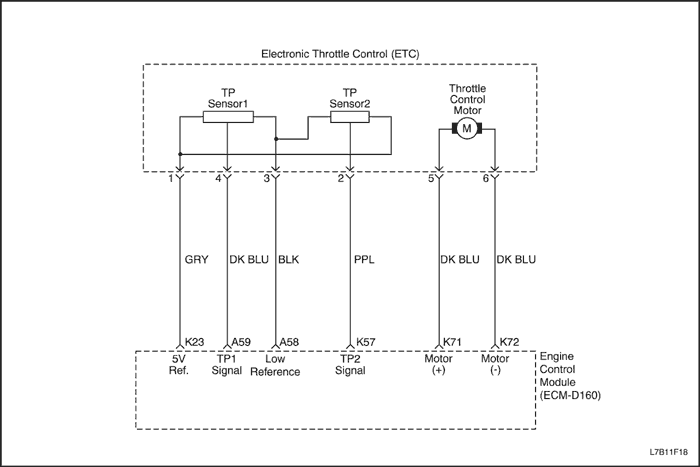 Electronic Throttle Control (ETC)
TP
Sensor1
TP
Sensor2
Throttle
Control
Motor
M
1 4 3 2 5 6
GRY DK BLU BLK PPL DK BLU DK BLU
K23 A59 A58 K57 K71 K72
5V
Ref.
TP1
Signal
Low
Reference
TP2
Signal
Motor
(+)
Motor
(-)
Engine
Control
Module
(ECM-D160)
L7B11F18